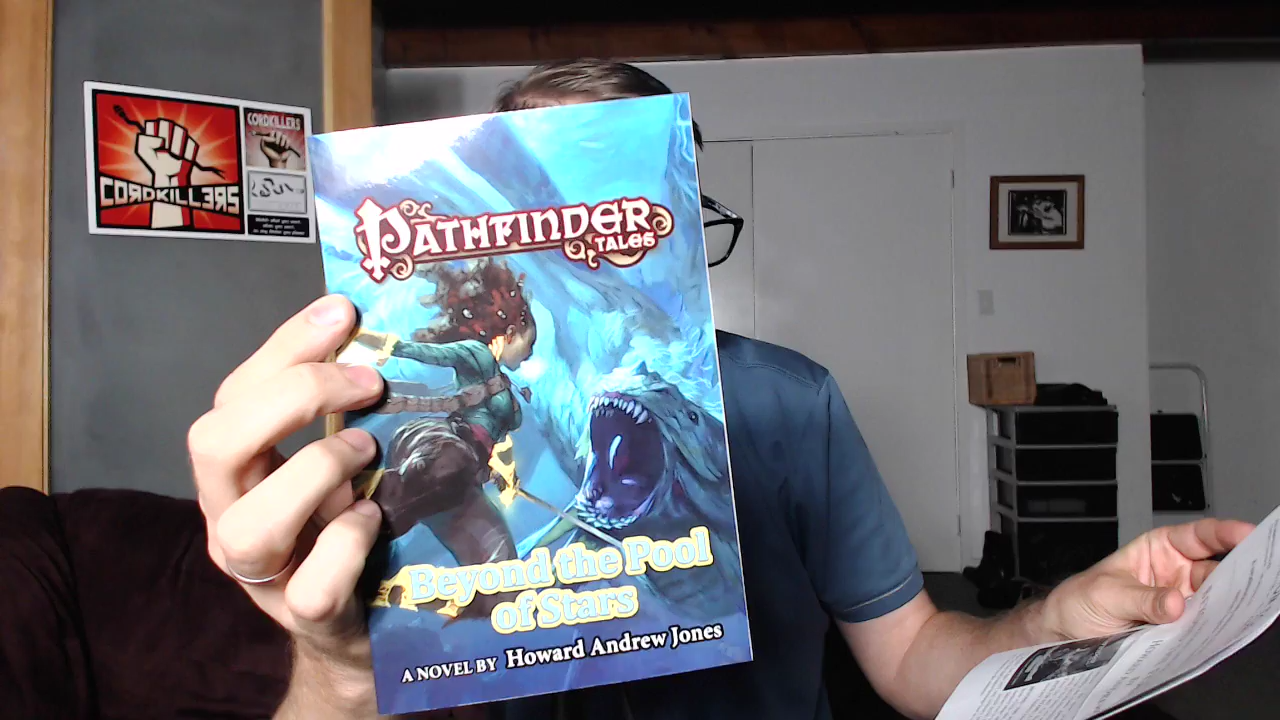 CORDKILLERS
CORDKILLERS
PATHFINDER
TALES
Beyond the Pool
of Stars
A NOVEL BY Howard Andrew Jones